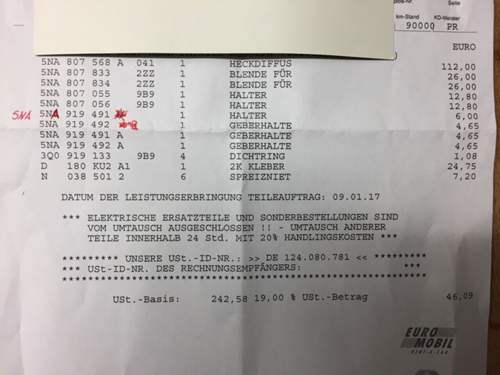 Seite
km-Stand KD-Meister
90000 PR
EURO
5NA 807 568 A 041 1 HECKDIFFUS 112,00
5NA 807 833 2ZZ 1 BLENDE FÜR 26,00
5NA 807 834 2ZZ 1 BLENDE FÜR 26,00
5NA 807 055 9B9 1 HALTER 12,80
5NA 807 056 9B9 1 HALTER 12,80
5NA 5NA 919 491 1 HALTER 6,00
5NA 919 492 1 GEBERHALTE 4,65
5NA 919 491 A 1 GEBERHALTE 4,65
5NA 919 492 A 1 GEBERHALTE 4,65
3Q0 919 133 9B9 4 DICHTRING 1,08
D 180 KU2 A1 1 2K KLEBER 24,75
N 038 501 2 6 SPREIZNIET 7,20
DATUM DER LEISTUNGSERBRINGUNG TEILEAUFTRAG: 09.01.17
*** ELEKTRISCHE ERSATZTEILE UND SONDERBESTELLUNGEN SIND
VOM UMTAUSCH AUSGESCHLOSSEN !! - UMTAUSCH ANDERER
TEILE INNERHALB 24 Std. MIT 20% HANDLINGSKOSTEN ***
********* UNSERE USt.-ID-NR.: >> DE 124.080.781 << *********
*** USt-ID-NR. DES RECHNUNGSEMPFÄNGERS: ***
************************************************************
USt.-Basis: 242,58 19,00 % USt.-Betrag 46,09
EURO
MOBIL
RENT-A-CAR